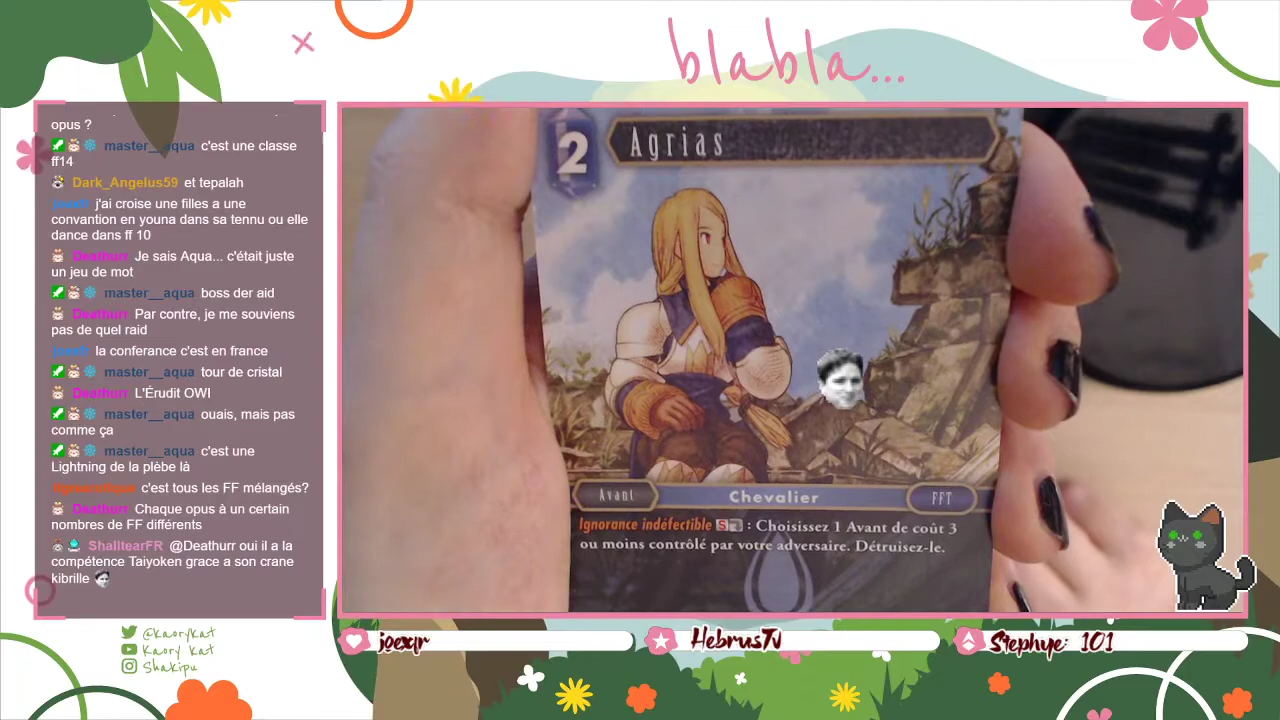 blabla...
opus ?
master__aqua c'est une classe
ff14
Dark_Angelus59 et tepalah
j'ai croise une filles a une
convantion en youna dans sa tennu ou elle
dance dans ff 10
Deathurr Je sais Aqua... c'était juste
un jeu de mot
master__aqua boss der aid
Deathurr Par contre, je me souviens
pas de quel raid
la conferance c'est en france
master__aqua tour de cristal
Deathurr L'Érudit OWI
master__aqua ouais, mais pas
comme ça
master__aqua c'est une
Lightning de la plèbe là
c'est tous les FF mélangés?
Deathurr Chaque opus à un certain
nombres de FF différents
ShalltearFR @Deathurr oui il a la
compétence Taiyoken grace a son crane
kibrille
2 Agrias
Avant Chevalier FFT
Ignorance indéfectible S : Choisissez 1 Avant de coût 3
ou moins contrôlé par votre adversaire. Détruisez-le.
@kaorykat
Kaory Kat
Shakipu
joexqr
HebrusTv
Stephye: 101